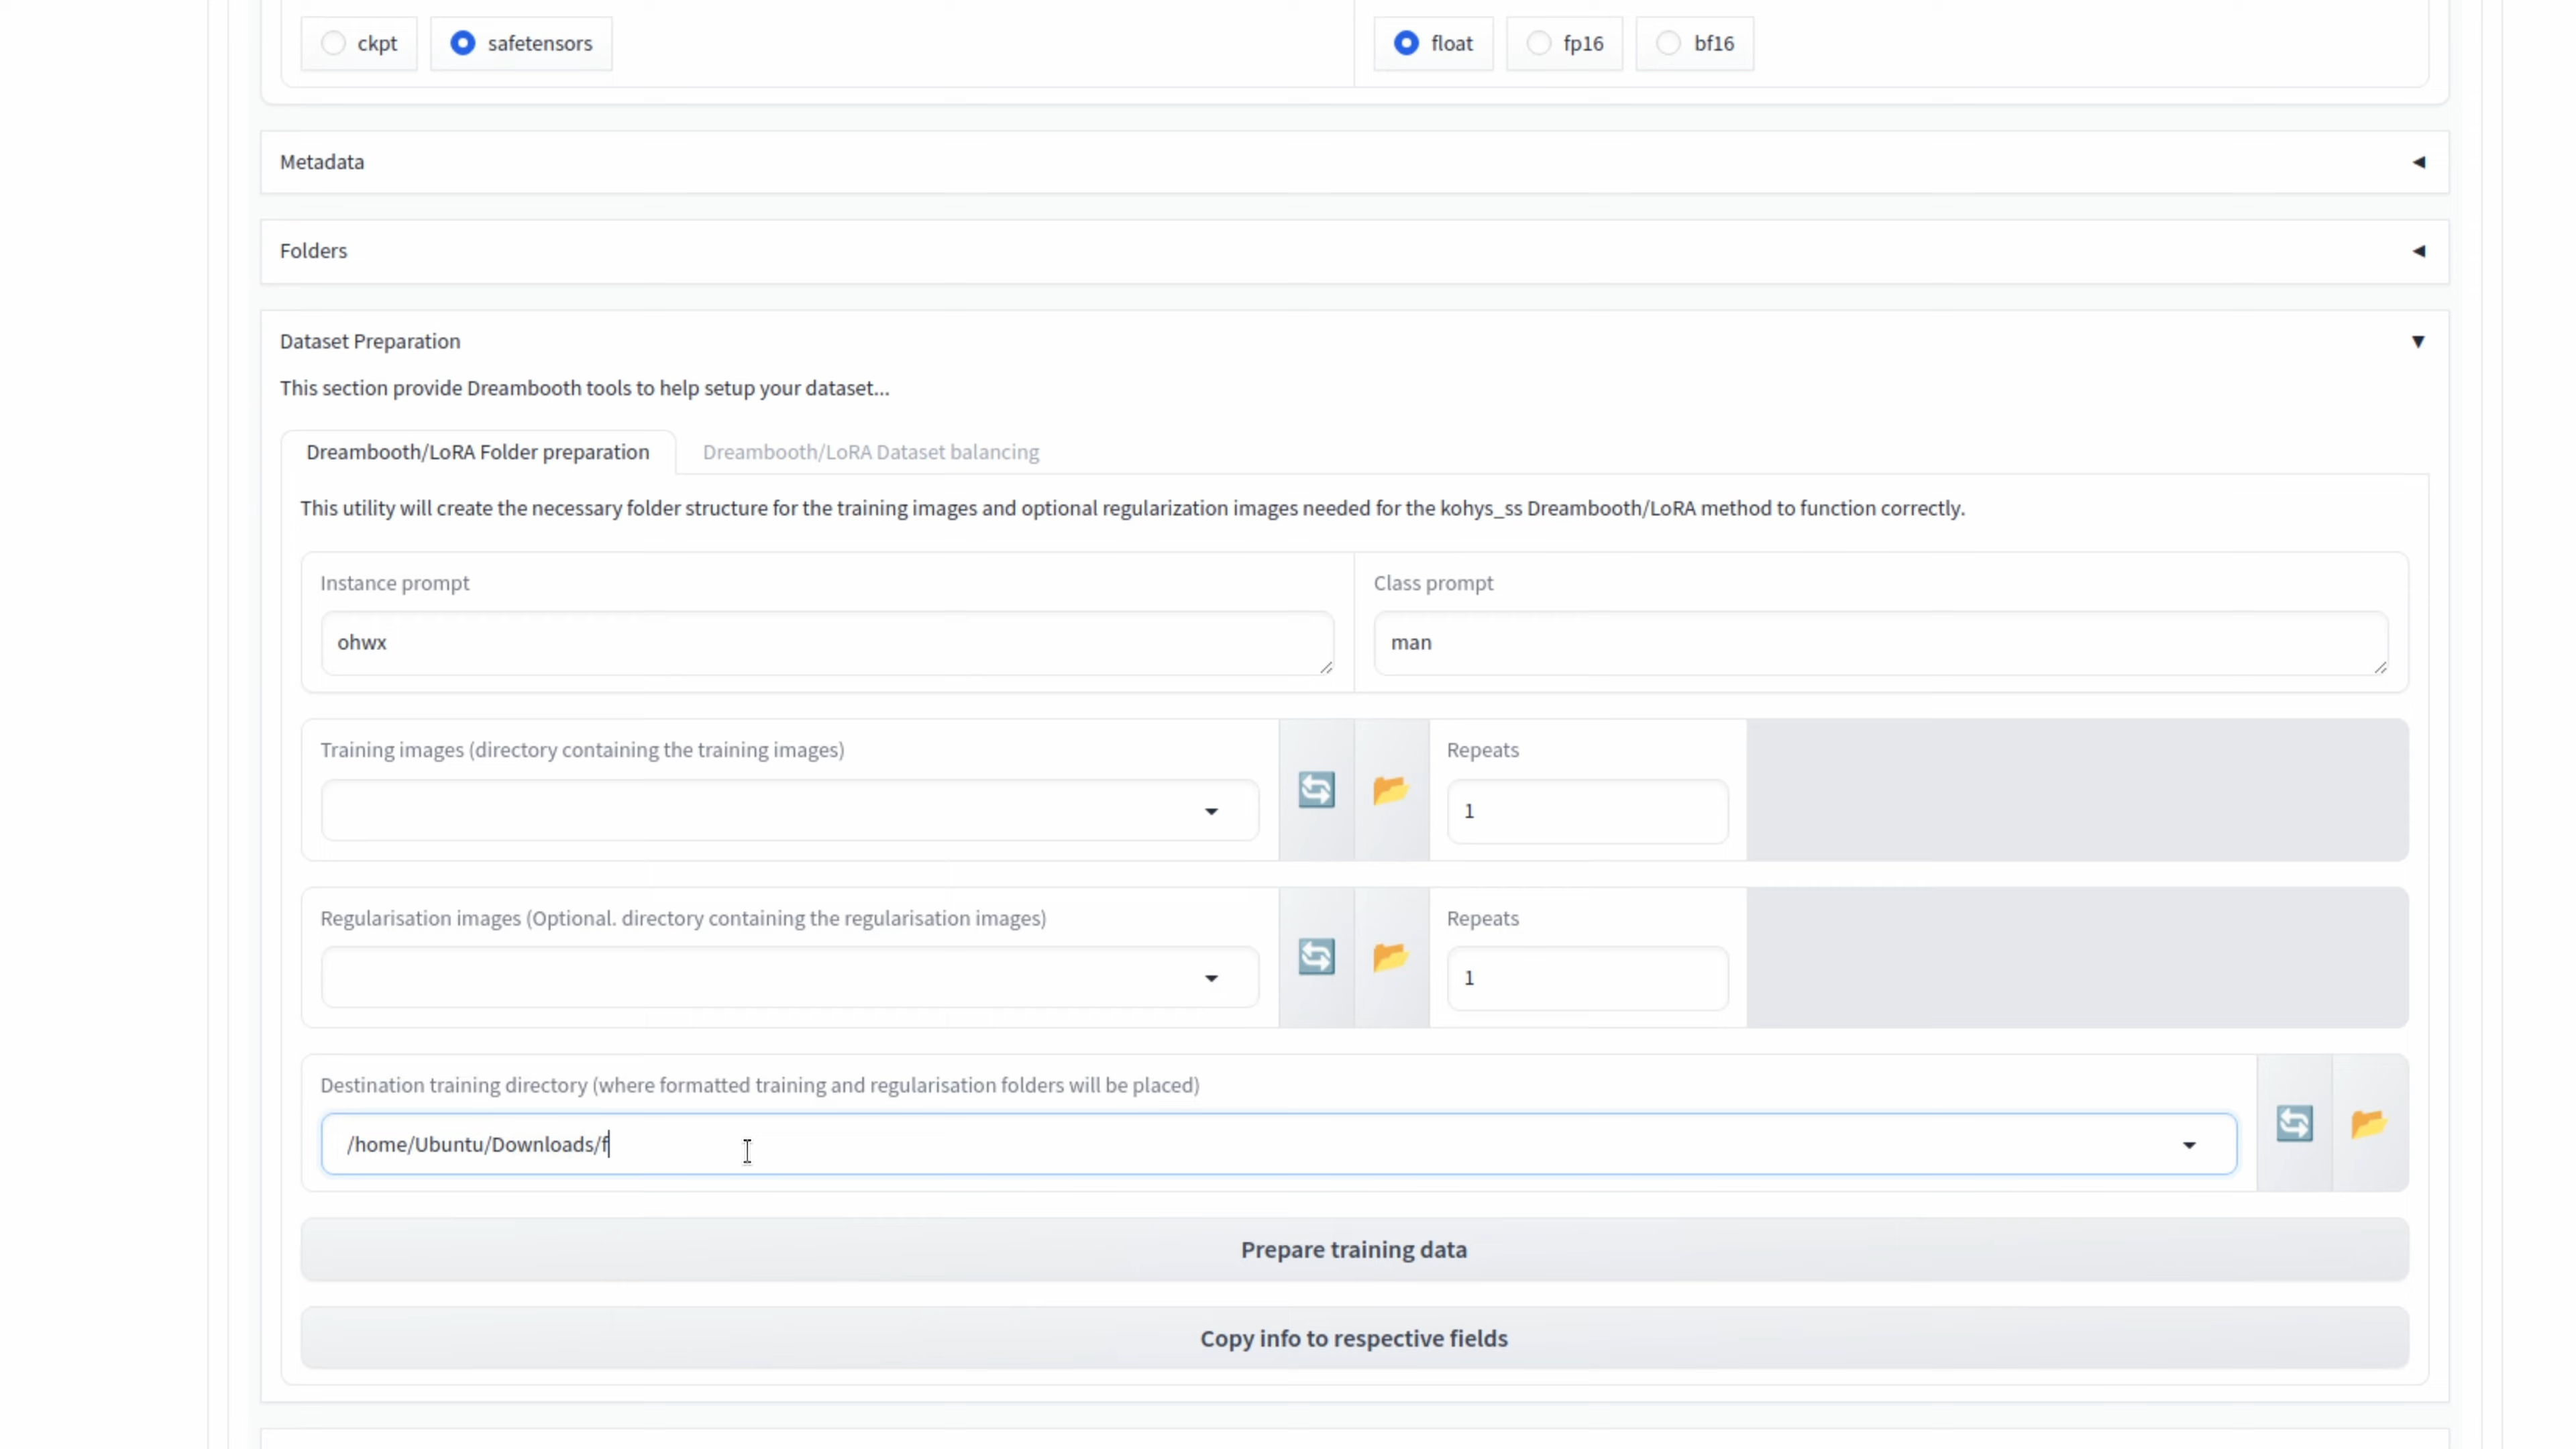 ckpt safetensors float fp16 bf16
Metadata
Folders
Dataset Preparation
This section provide Dreambooth tools to help setup your dataset...
Dreambooth/LoRA Folder preparation Dreambooth/LoRA Dataset balancing
This utility will create the necessary folder structure for the training images and optional regularization images needed for the kohys_ss Dreambooth/LoRA method to function correctly.
Instance prompt Class prompt
ohwx man
Training images (directory containing the training images) Repeats
1
Regularisation images (Optional. directory containing the regularisation images) Repeats
1
Destination training directory (where formatted training and regularisation folders will be placed)
/home/Ubuntu/Downloads/f
Prepare training data
Copy info to respective fields